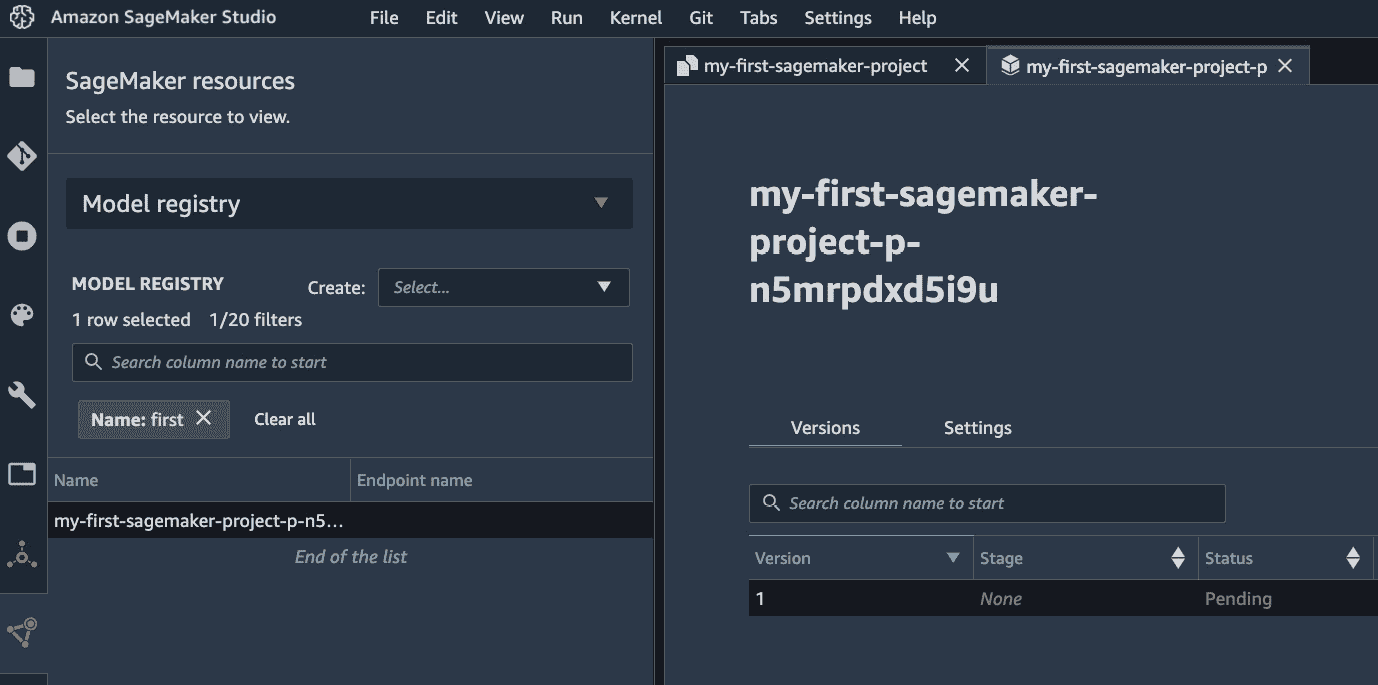 Amazon SageMaker Studio File Edit View Run Kernel Git Tabs Settings Help
SageMaker resources
Select the resource to view.
Model registry
MODEL REGISTRY Create: Select...
1 row selected 1/20 filters
Search column name to start
Name: first Clear all
Name Endpoint name
my-first-sagemaker-project-p-n5...
End of the list
my-first-sagemaker-project my-first-sagemaker-project-p
my-first-sagemaker-
project-p-
n5mrpdxd5i9u
Versions Settings
Search column name to start
Version Stage Status
1 None Pending